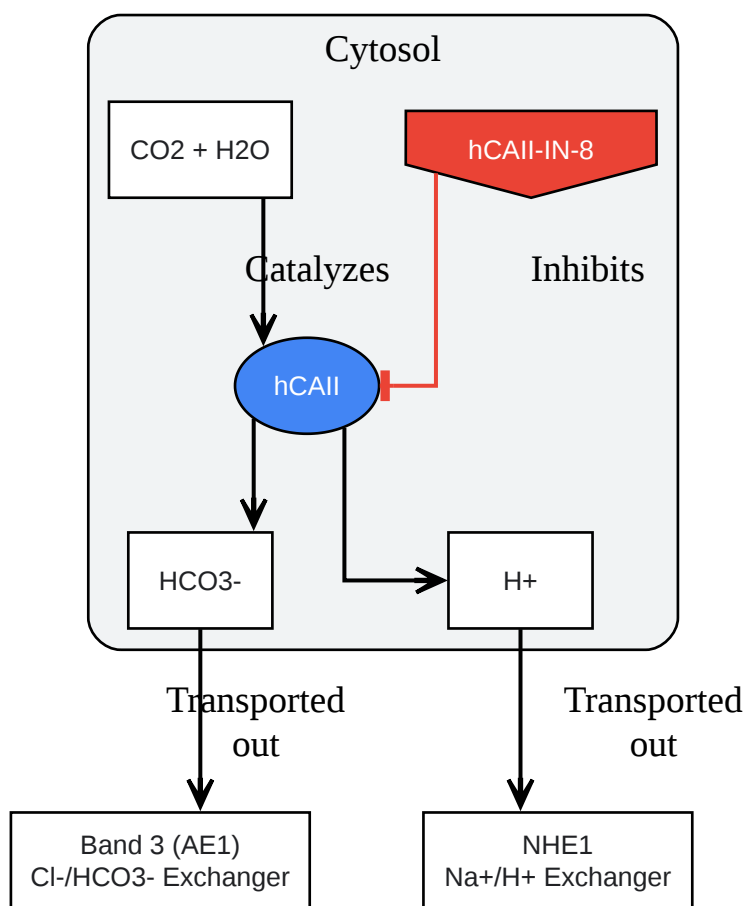 Cytosol
CO2 + H2O
hCAII-IN-8
Catalyzes
Inhibits
hCAII
HCO3-
H+
Transported
out
Transported
out
Band 3 (AE1)
Cl-/HCO3- Exchanger
NHE1
Na+/H+ Exchanger